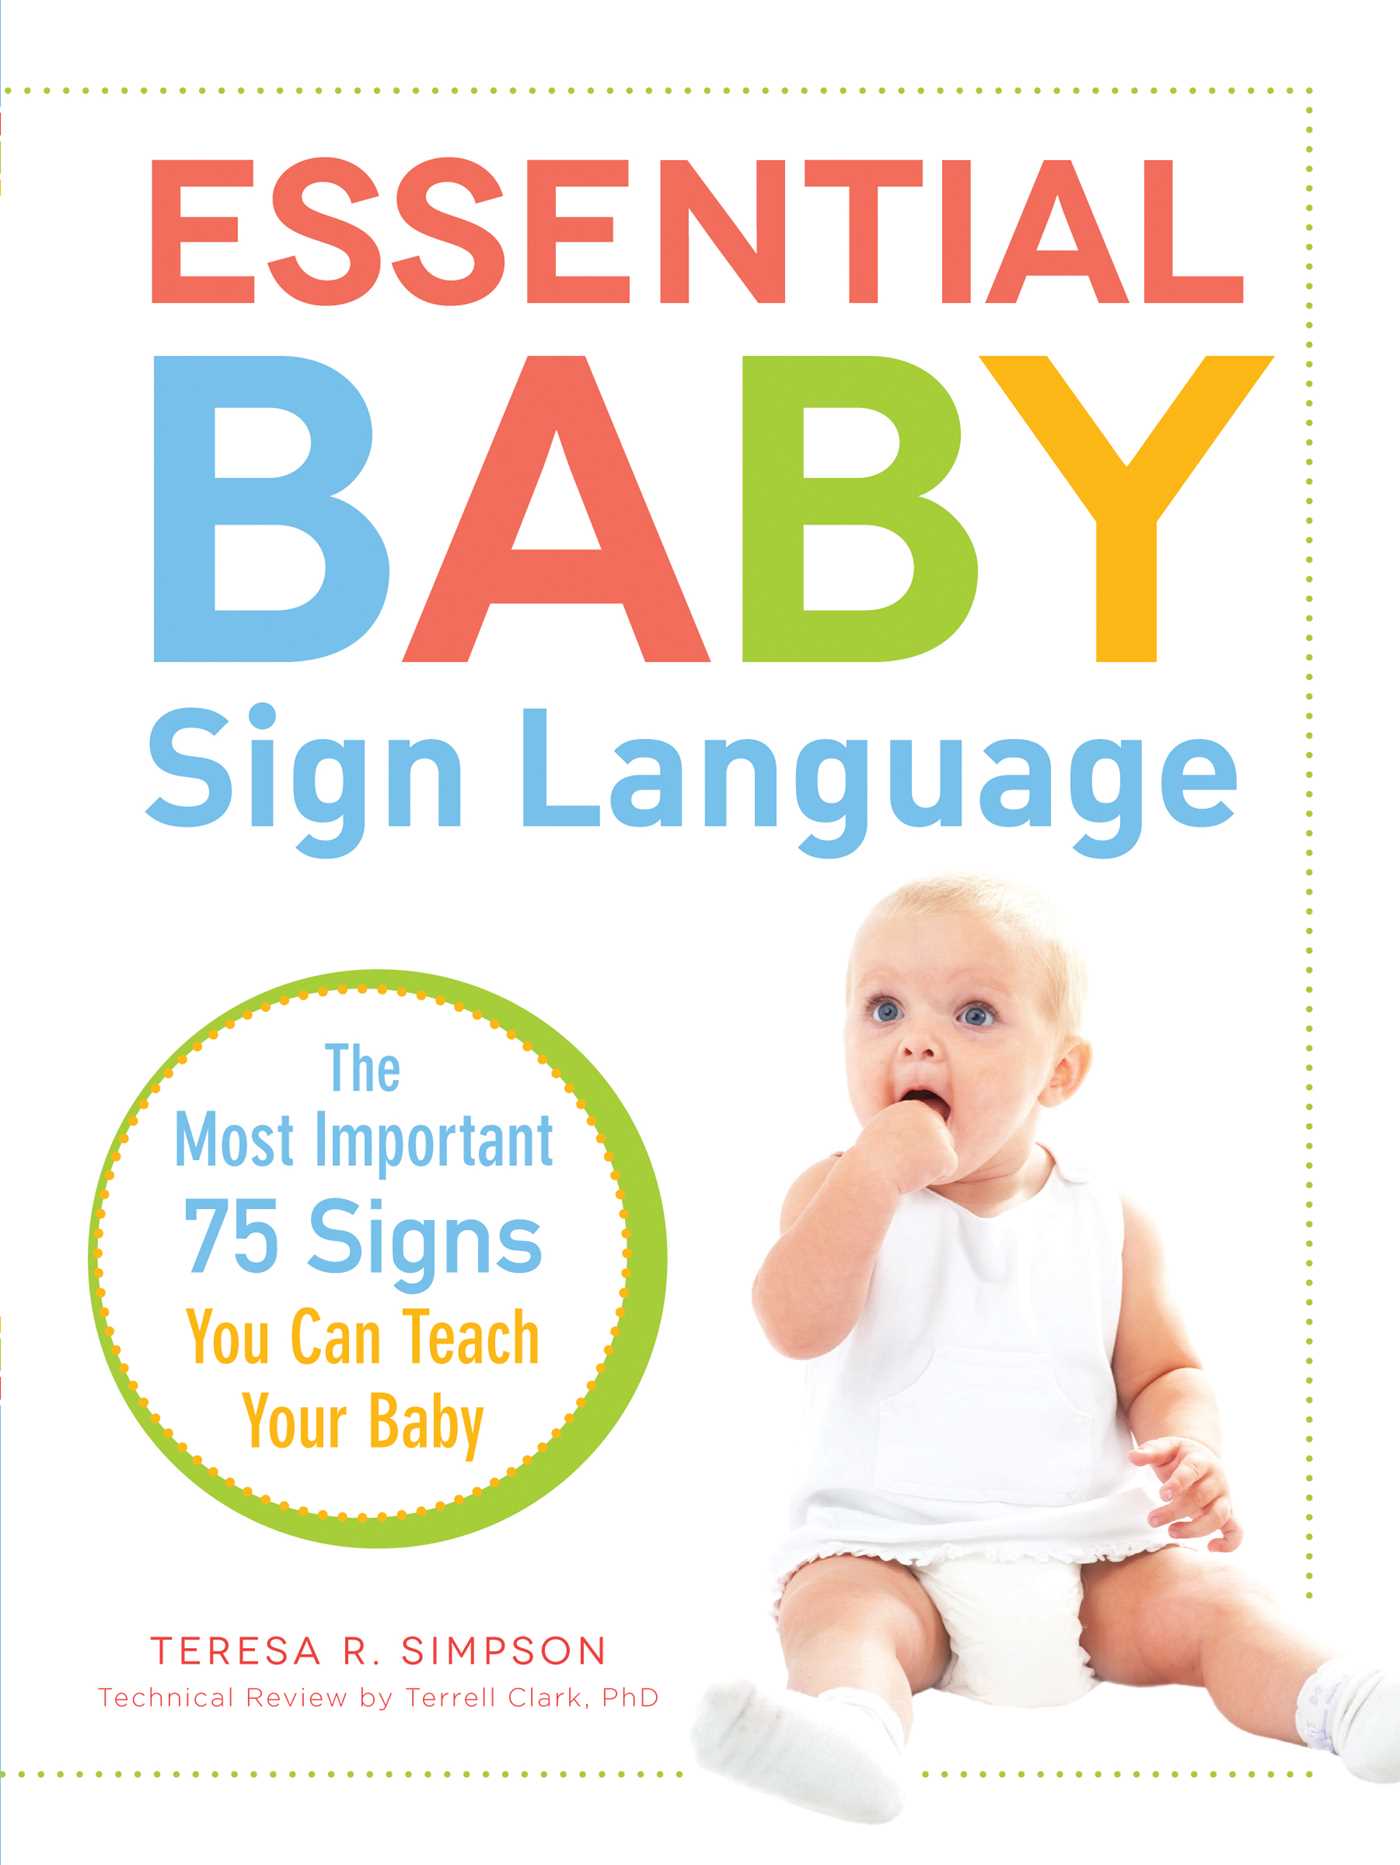 ESSENTIAL
BABY
Sign Language
The
Most Important
75 Signs
You Can Teach
Your Baby
TERESA R. SIMPSON
Technical Review by Terrell Clark, PhD